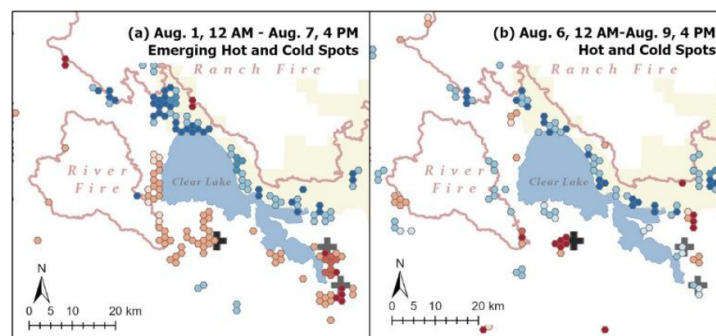 (a) Aug. 1, 12 AM - Aug. 7, 4 PM
Emerging Hot and Cold Spots
Ranch Fire
River
Fire
Clear Lake
N
0 5 10 20 km
(b) Aug. 6, 12 AM-Aug. 9, 4 PM
Hot and Cold Spots
Ranch Fire
River
Fire
Clear Lake
N
0 5 10 20 km